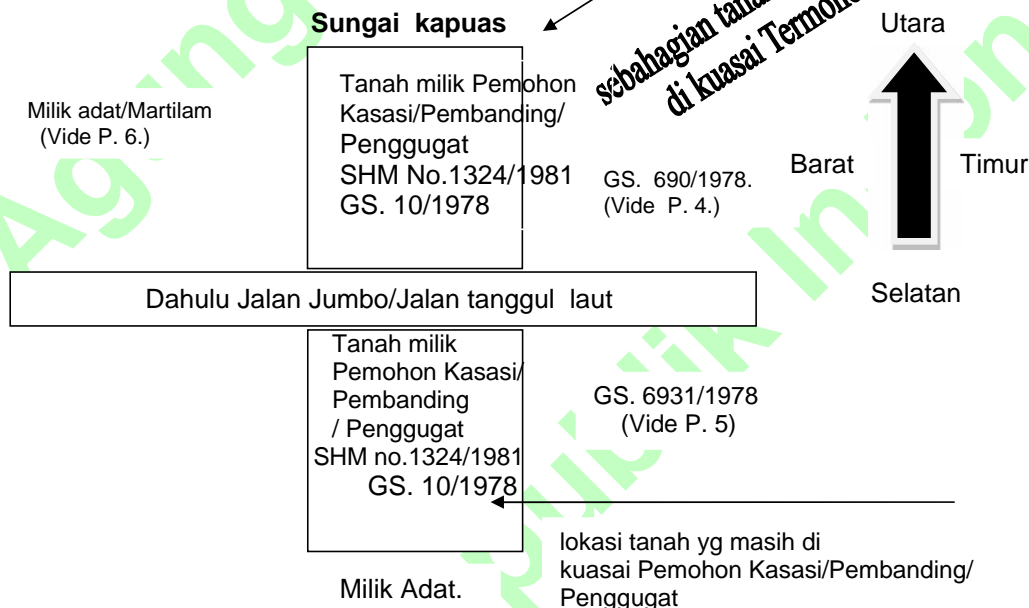 Sungai kapuas
sebahagian tanah
di kuasai
Utara
Milik adat/Martilam
(Vide P. 6.)
Tanah milik Pemohon
Kasasi/Pembanding/
Penggugat
SHM No.1324/1981
GS. 10/1978
GS. 690/1978.
(Vide P. 4.)
Barat
Timur
Selatan
Dahulu Jalan Jumbo/Jalan tanggul laut
Tanah milik
Pemohon Kasasi/
Pembanding
/ Penggugat
SHM no.1324/1981
GS. 10/1978
GS. 6931/1978
(Vide P. 5)
lokasi tanah yg masih di
kuasai Pemohon Kasasi/Pembanding/
Penggugat
Milik Adat.